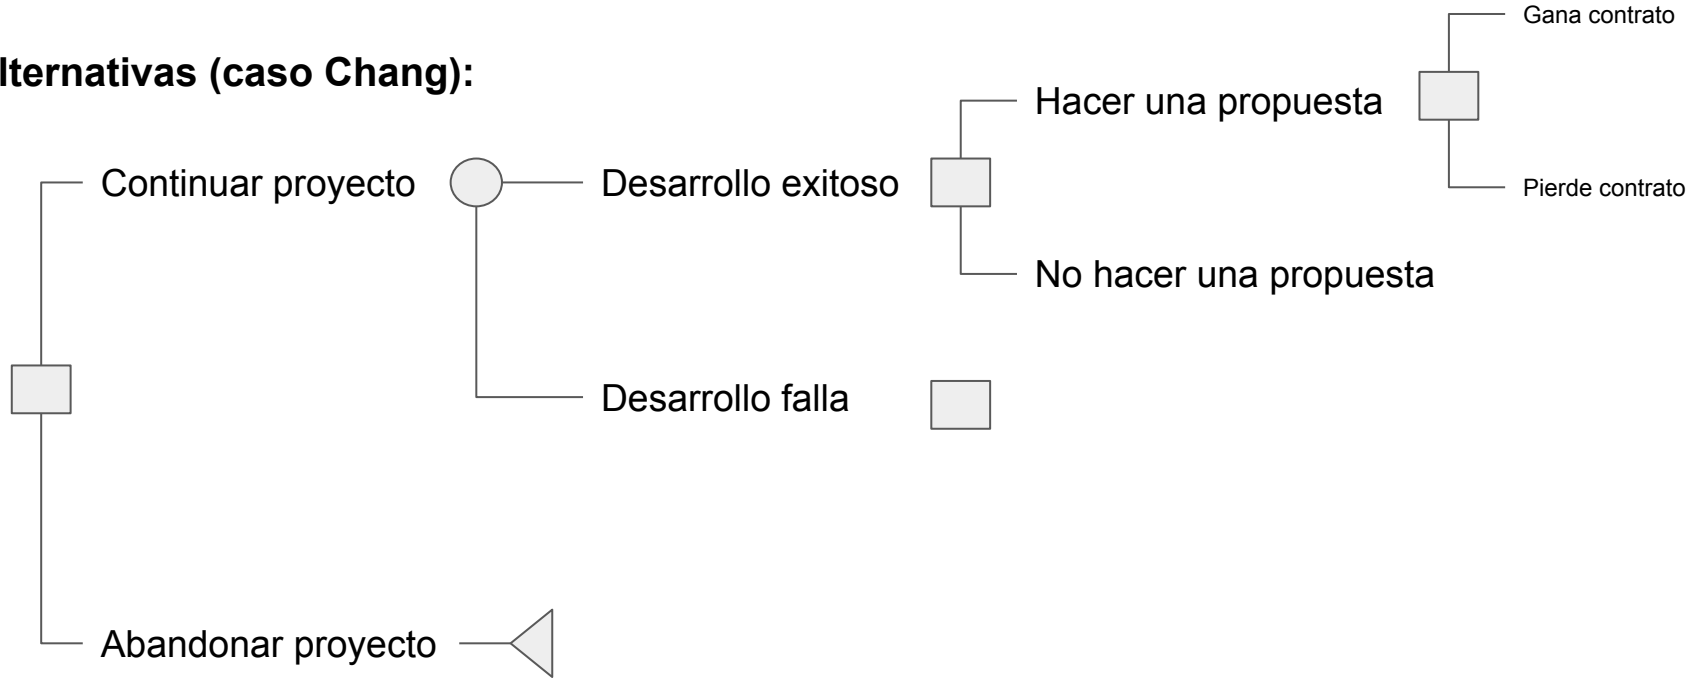 Gana contrato
lternativas (caso Chang):
Hacer una propuesta
Continuar proyecto
Desarrollo exitoso
Pierde contrato
No hacer una propuesta
Desarrollo falla
Abandonar proyecto